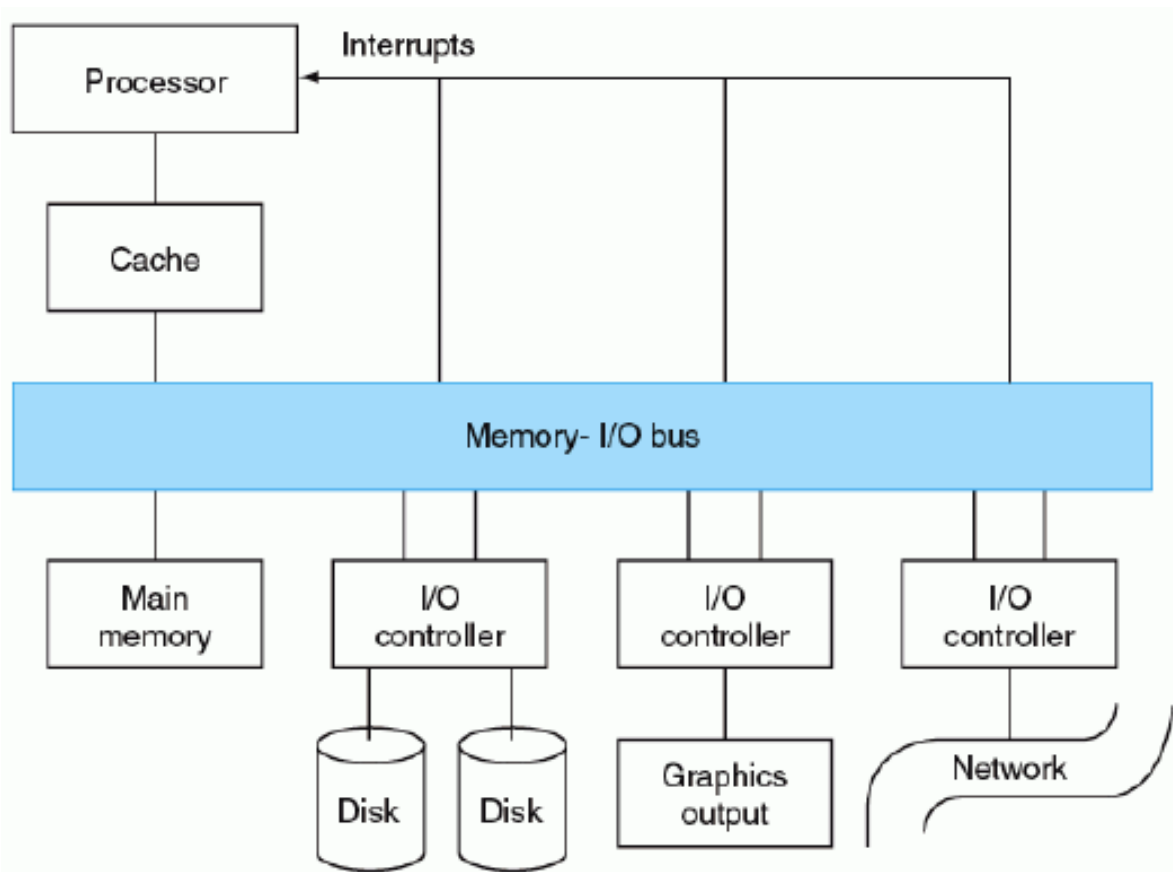 Interrupts
Processor
Cache
Memory- I/O bus
Main
memory
I/O
controller
I/O
controller
I/O
controller
Disk
Disk
Graphics
output
Network